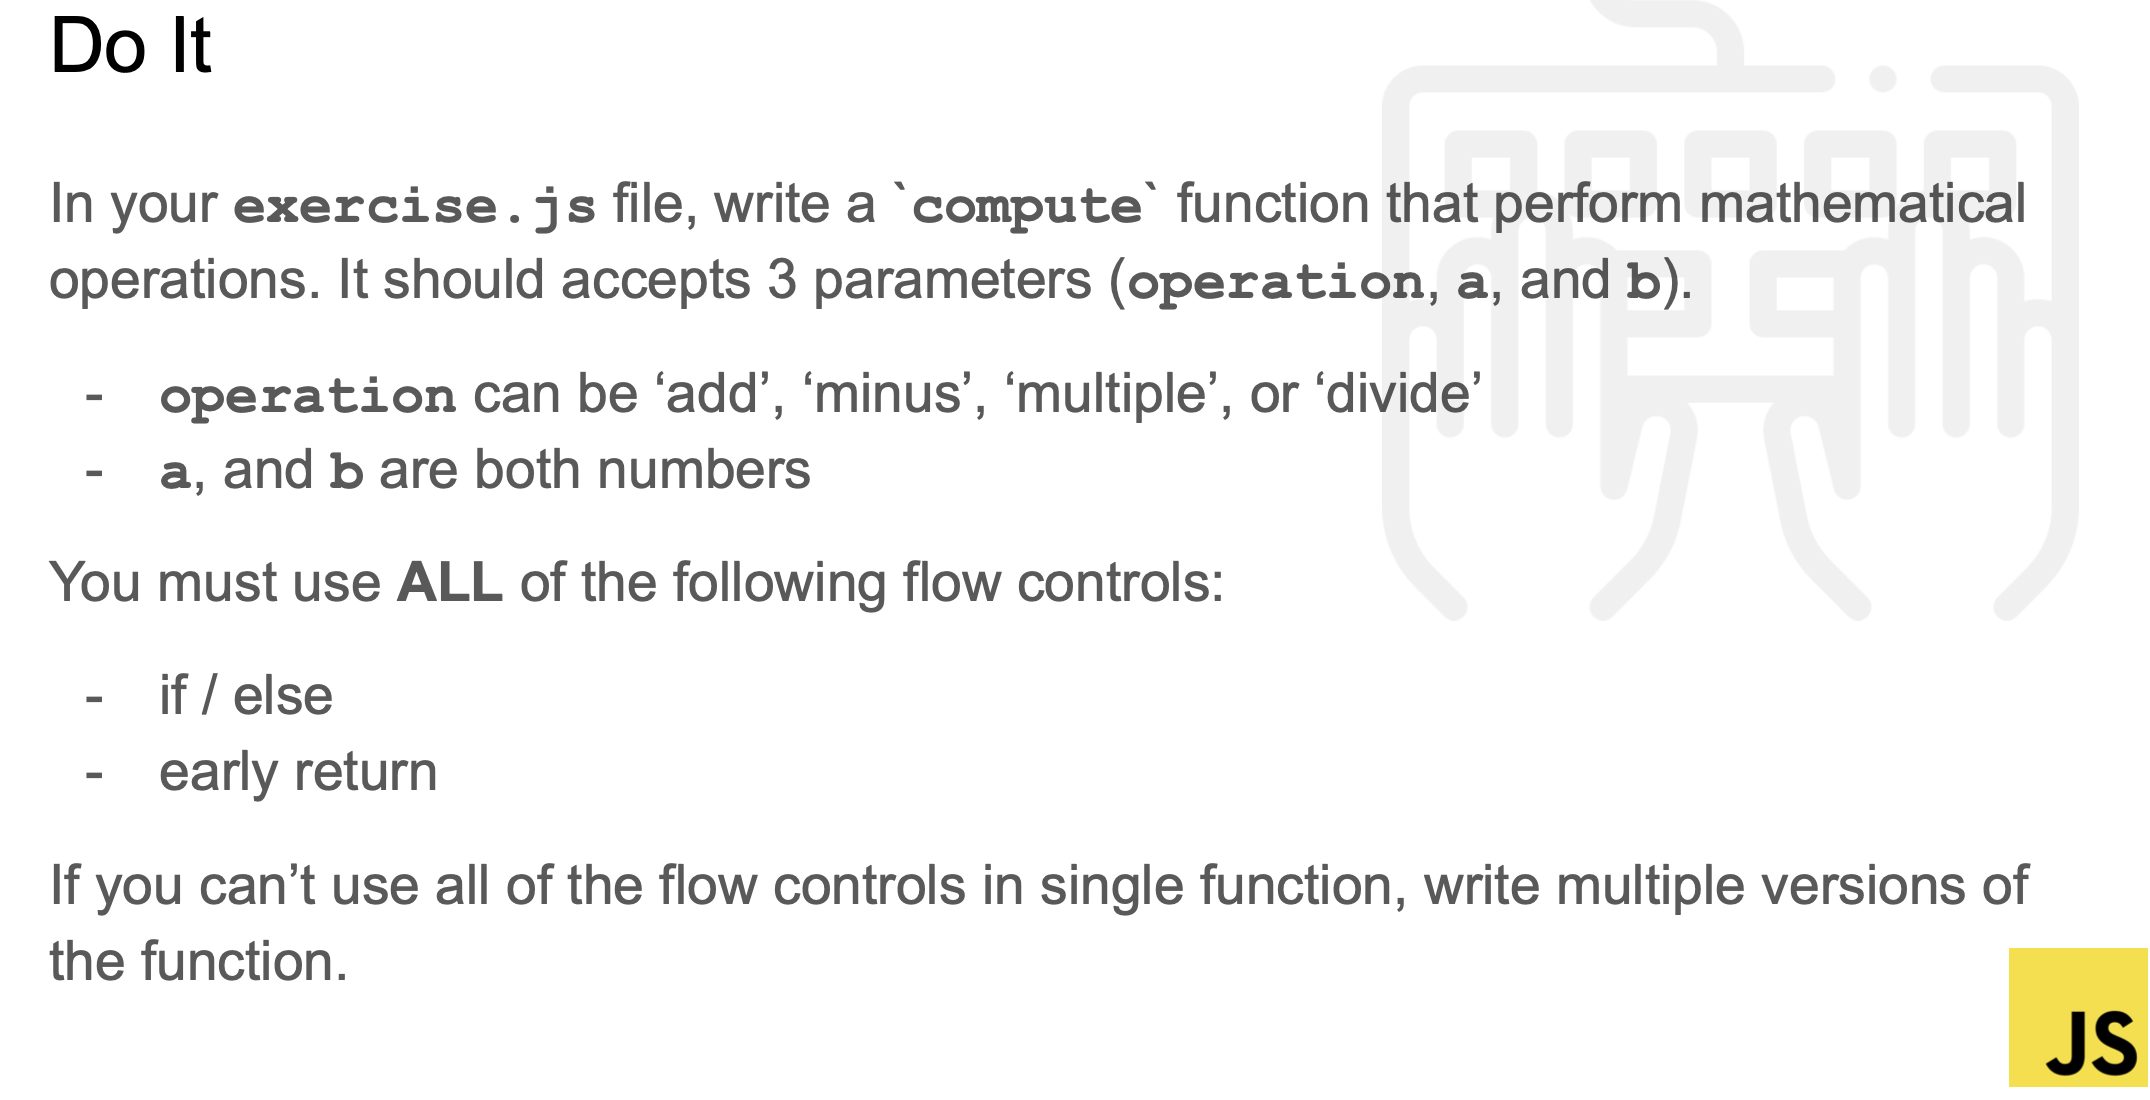 Do It
In your exercise.js file, write a `compute` function that perform mathematical
operations. It should accepts 3 parameters (operation, a, and b).
- operation can be ‘add’, ‘minus’, ‘multiple’, or ‘divide’
- a, and b are both numbers
You must use ALL of the following flow controls:
- if / else
- early return
If you can’t use all of the flow controls in single function, write multiple versions of
the function.
JS